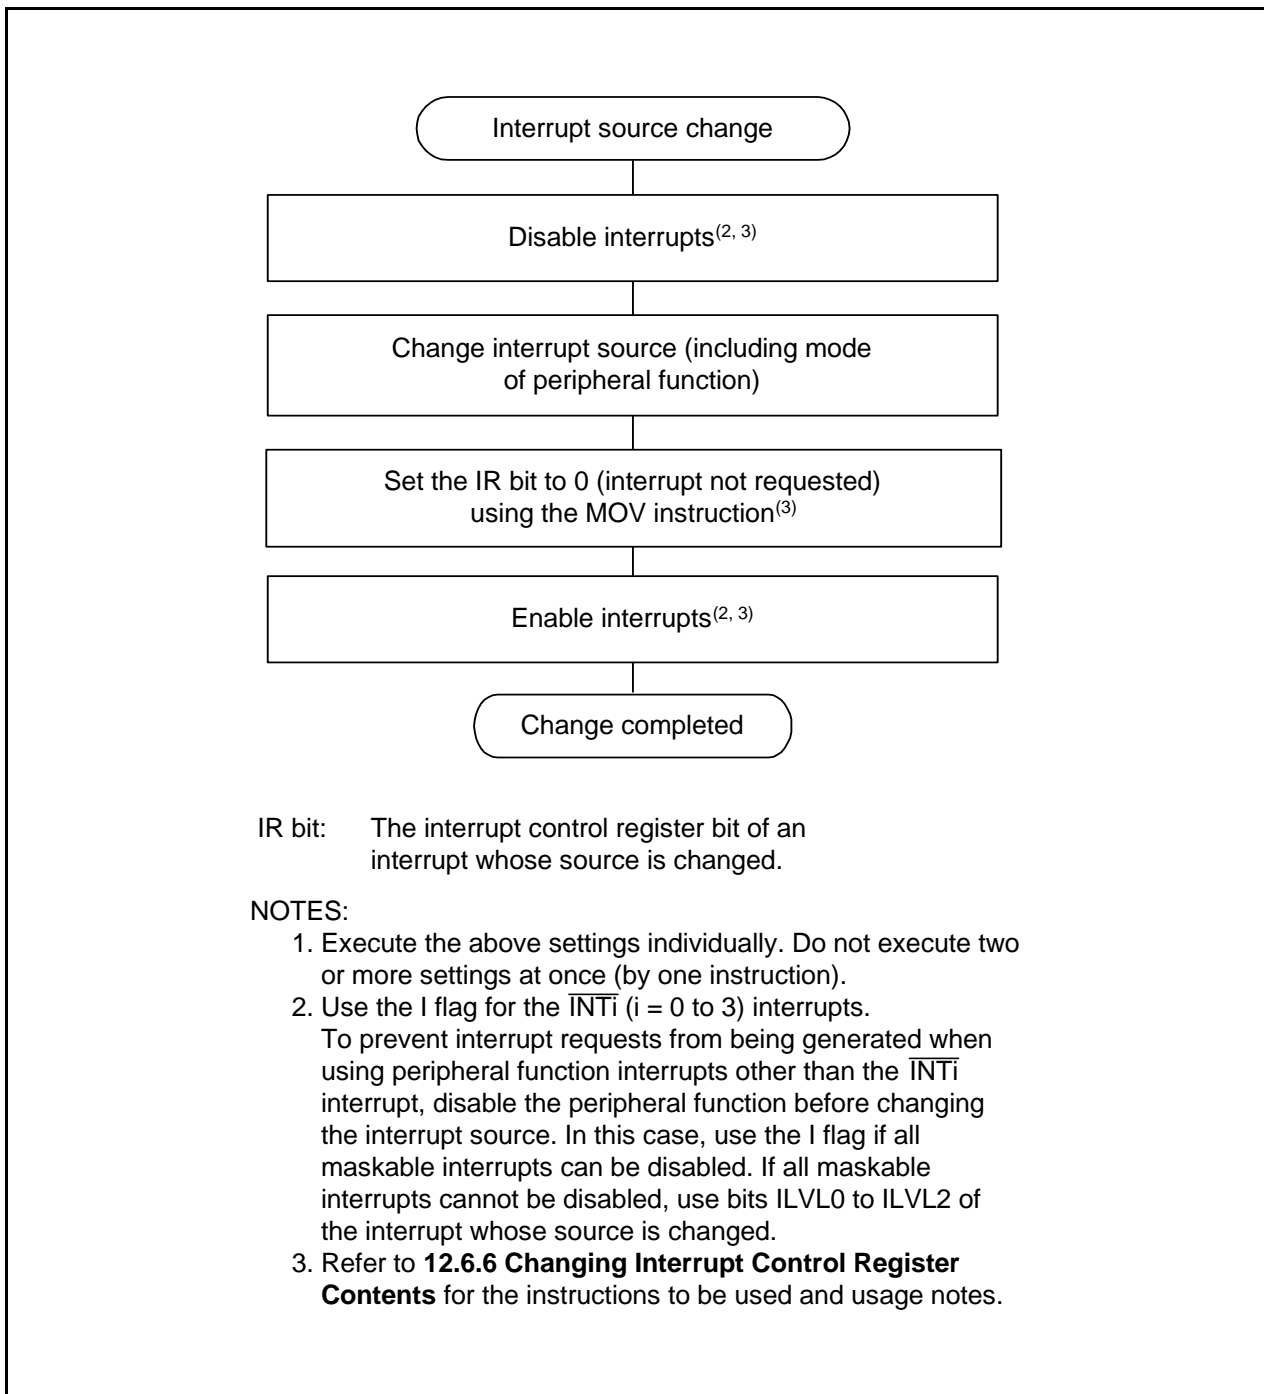 Interrupt source change
Disable interrupts(2, 3)
Change interrupt source (including mode
of peripheral function)
Set the IR bit to 0 (interrupt not requested)
using the MOV instruction(3)
Enable interrupts(2, 3)
Change completed
IR bit: The interrupt control register bit of an
interrupt whose source is changed.
NOTES:
1. Execute the above settings individually. Do not execute two
or more settings at once (by one instruction).
2. Use the I flag for the I̅N̅T̅i̅ (i = 0 to 3) interrupts.
To prevent interrupt requests from being generated when
using peripheral function interrupts other than the I̅N̅T̅i̅
interrupt, disable the peripheral function before changing
the interrupt source. In this case, use the I flag if all
maskable interrupts can be disabled. If all maskable
interrupts cannot be disabled, use bits ILVL0 to ILVL2 of
the interrupt whose source is changed.
3. Refer to 12.6.6 Changing Interrupt Control Register
Contents for the instructions to be used and usage notes.